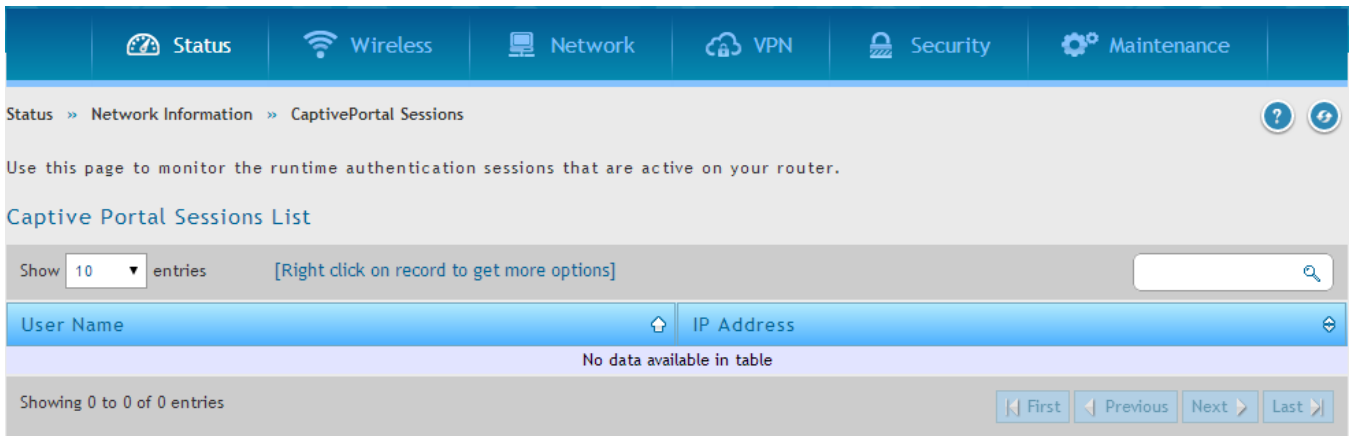 Status Wireless Network VPN Security Maintenance
Status » Network Information » CaptivePortal Sessions ?
Use this page to monitor the runtime authentication sessions that are active on your router.
Captive Portal Sessions List
Show 10 entries [Right click on record to get more options]
User Name IP Address
No data available in table
Showing 0 to 0 of 0 entries First Previous Next Last